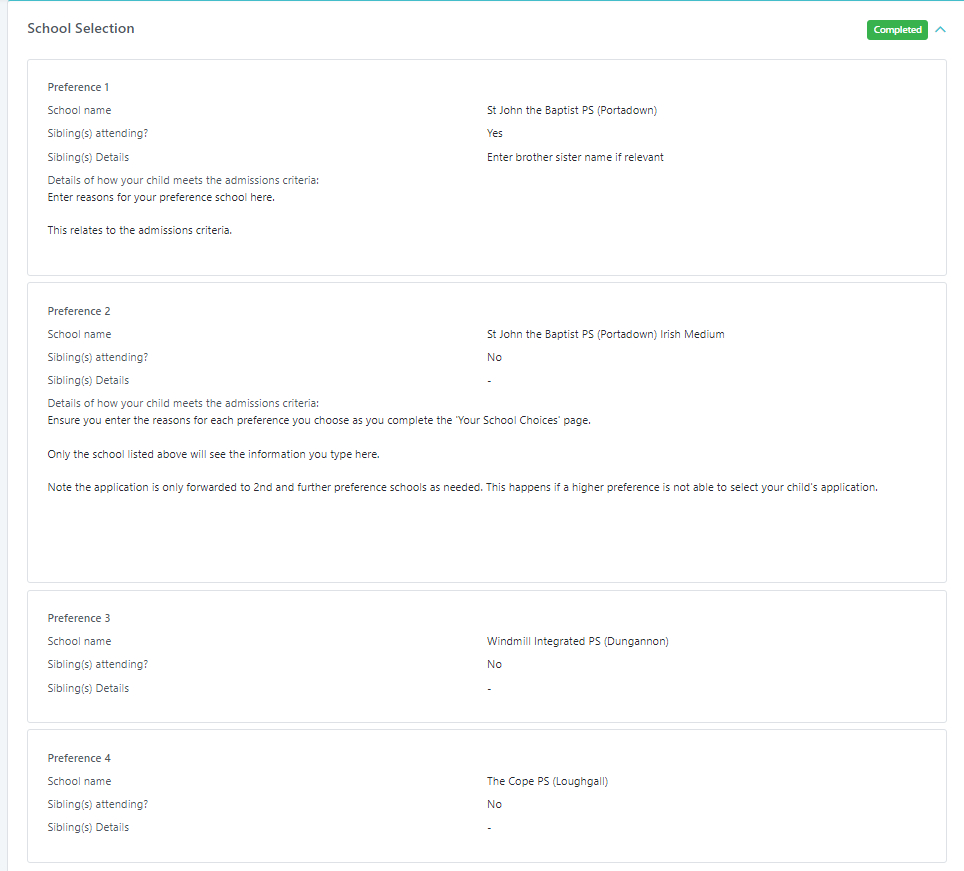 School Selection
Completed
Preference 1
School name St John the Baptist PS (Portadown)
Sibling(s) attending? Yes
Sibling(s) Details Enter brother sister name if relevant
Details of how your child meets the admissions criteria:
Enter reasons for your preference school here.
This relates to the admissions criteria.
Preference 2
School name St John the Baptist PS (Portadown) Irish Medium
Sibling(s) attending? No
Sibling(s) Details -
Details of how your child meets the admissions criteria:
Ensure you enter the reasons for each preference you choose as you complete the 'Your School Choices' page.
Only the school listed above will see the information you type here.
Note the application is only forwarded to 2nd and further preference schools as needed. This happens if a higher preference is not able to select your child's application.
Preference 3
School name Windmill Integrated PS (Dungannon)
Sibling(s) attending? No
Sibling(s) Details -
Preference 4
School name The Cope PS (Loughgall)
Sibling(s) attending? No
Sibling(s) Details -